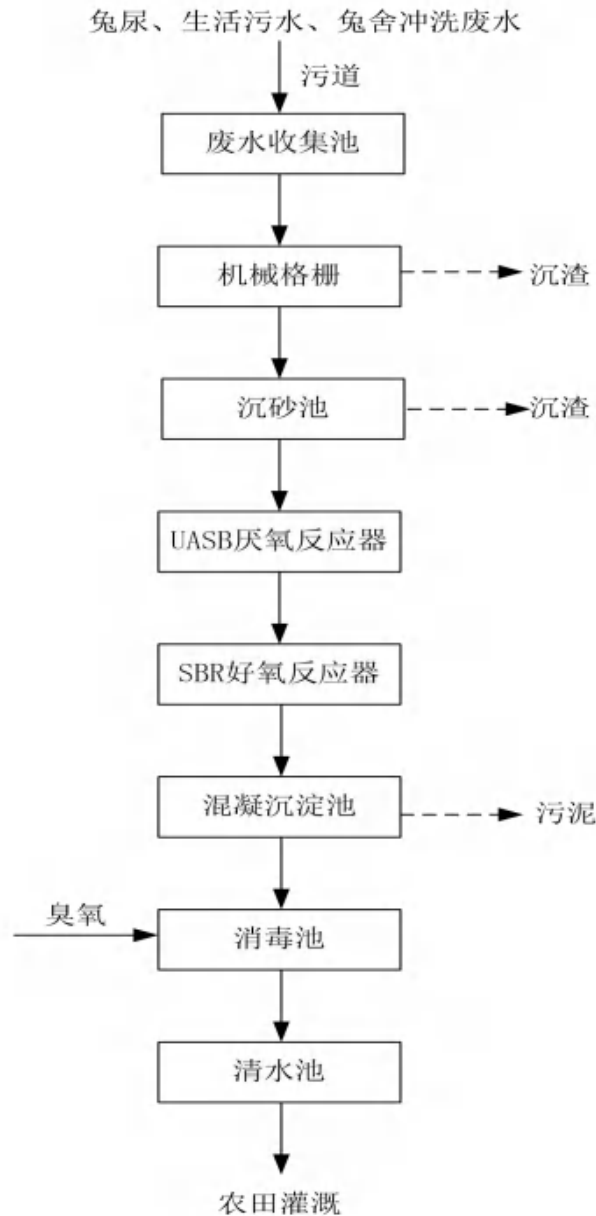 兔尿、生活污水、兔舍冲洗废水
污道
废水收集池
机械格栅
沉渣
沉砂池
沉渣
UASB厌氧反应器
SBR好氧反应器
混凝沉淀池
污泥
臭氧
消毒池
清水池
农田灌溉